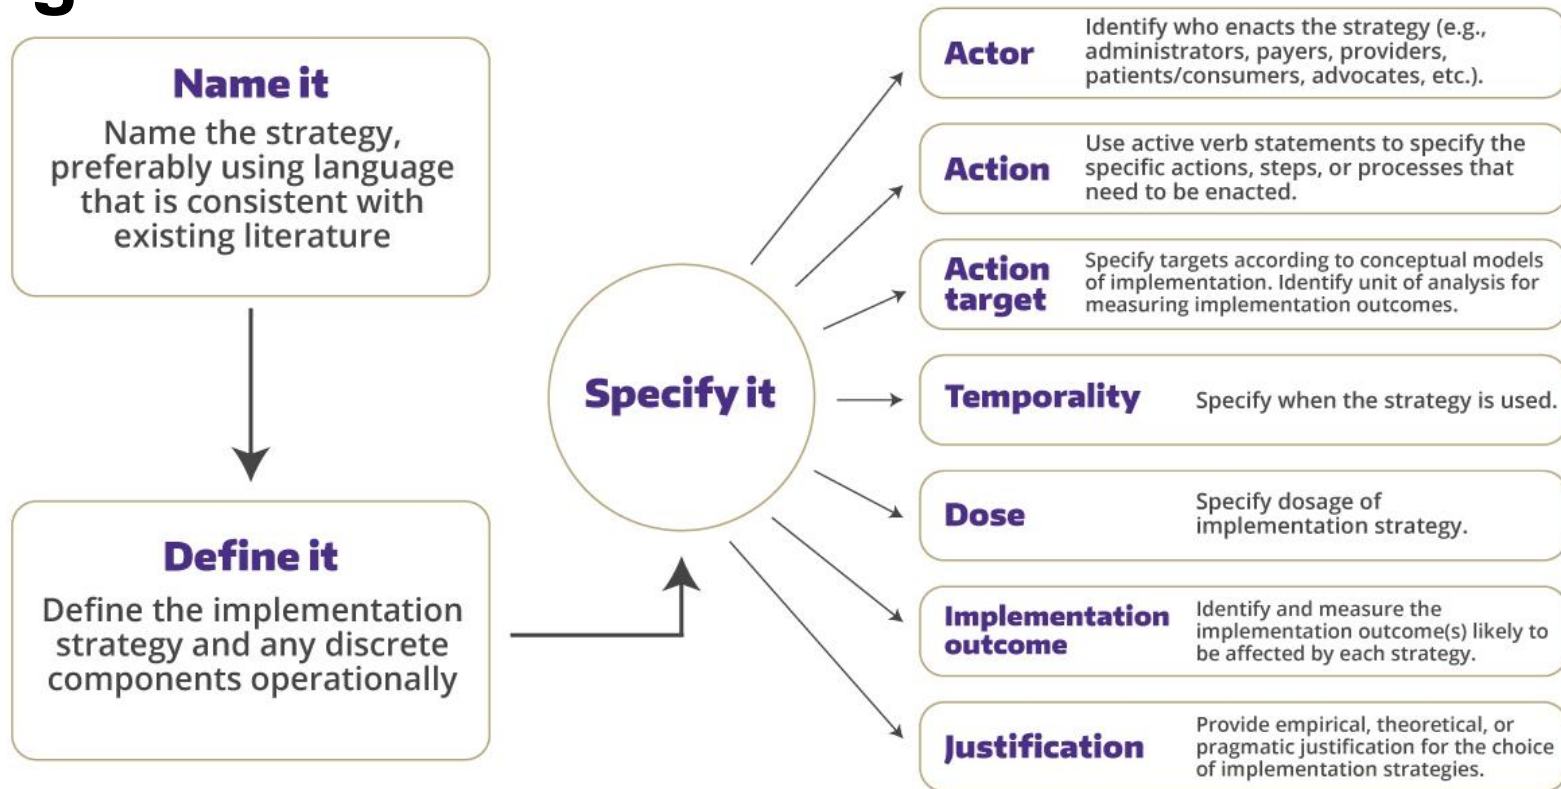 Name it
Name the strategy,
preferably using language
that is consistent with
existing literature
Define it
Define the implementation
strategy and any discrete
components operationally
Specify it
Actor
Identify who enacts the strategy (e.g.,
administrators, payers, providers,
patients/consumers, advocates, etc.).
Action
Use active verb statements to specify the
specific actions, steps, or processes that
need to be enacted.
Action
target
Specify targets according to conceptual models
of implementation. Identify unit of analysis for
measuring implementation outcomes.
Temporality
Specify when the strategy is used.
Dose
Specify dosage of
implementation strategy.
Implementation
outcome
Identify and measure the
implementation outcome(s) likely to
be affected by each strategy.
Justification
Provide empirical, theoretical, or
pragmatic justification for the choice
of implementation strategies.